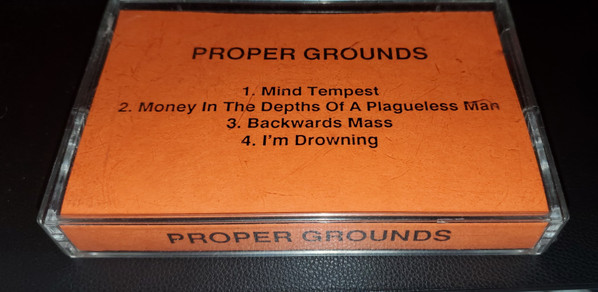 PROPER GROUNDS
1. Mind Tempest
2. Money In The Depths Of A Plagueless Man
3. Backwards Mass
4. I'm Drowning
PROPER GROUNDS